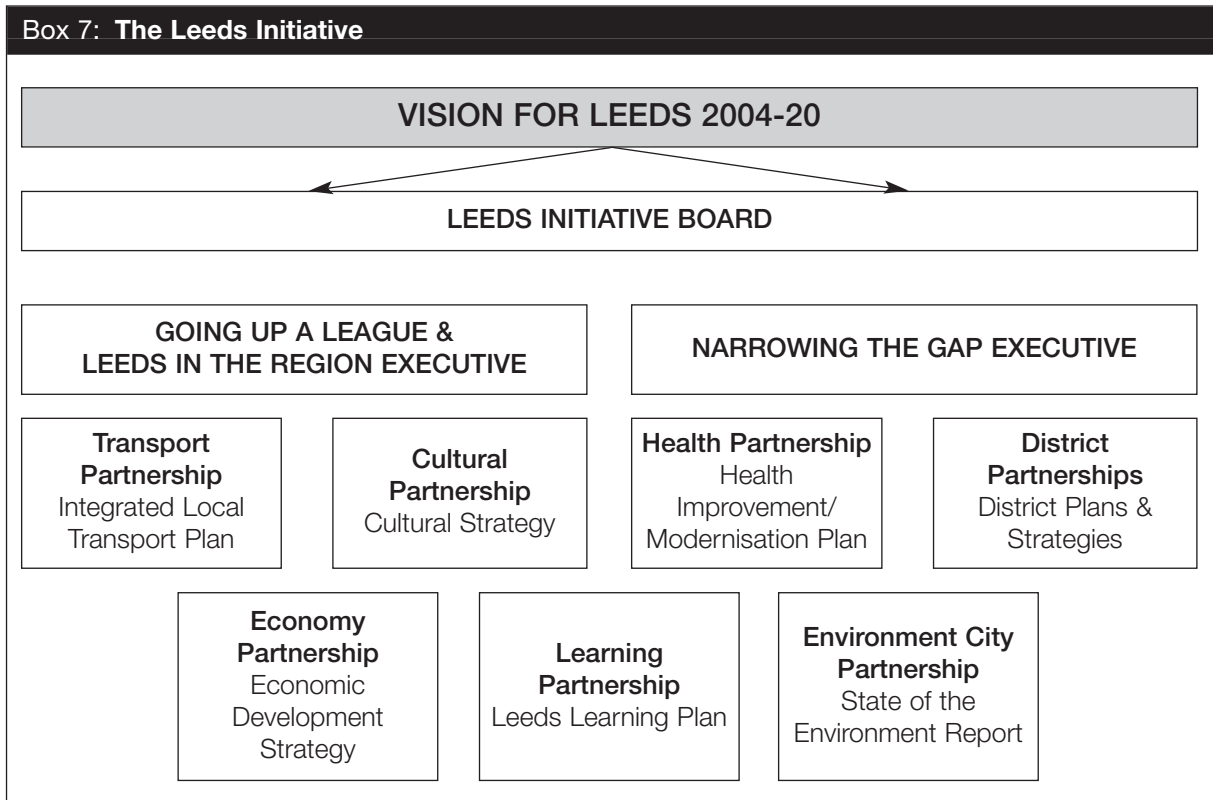 Box 7: The Leeds Initiative
VISION FOR LEEDS 2004-20
LEEDS INITIATIVE BOARD
GOING UP A LEAGUE &
LEEDS IN THE REGION EXECUTIVE
NARROWING THE GAP EXECUTIVE
Transport
Partnership
Integrated Local
Transport Plan
Cultural
Partnership
Cultural Strategy
Health Partnership
Health
Improvement/
Modernisation Plan
District
Partnerships
District Plans &
Strategies
Economy
Partnership
Economic
Development
Strategy
Learning
Partnership
Leeds Learning Plan
Environment City
Partnership
State of the
Environment Report